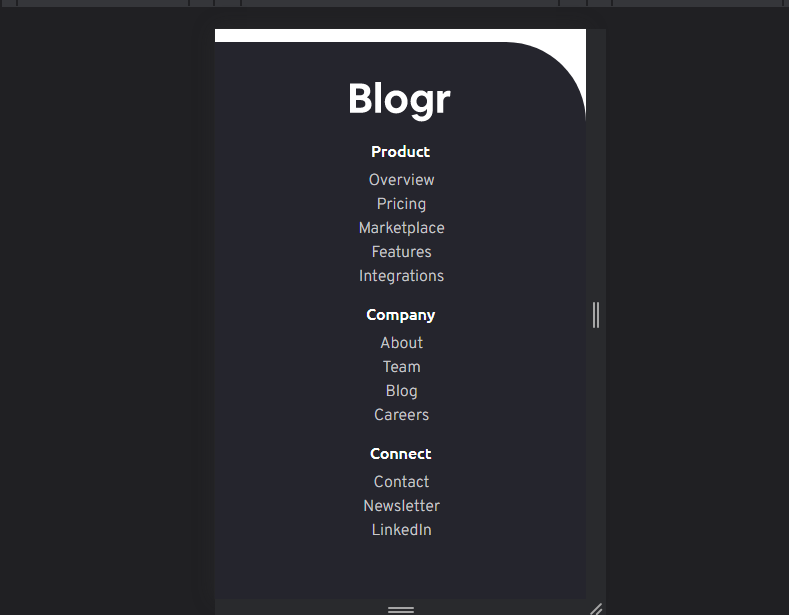 Blogr
Product
Overview
Pricing
Marketplace
Features
Integrations
Company
About
Team
Blog
Careers
Connect
Contact
Newsletter
LinkedIn